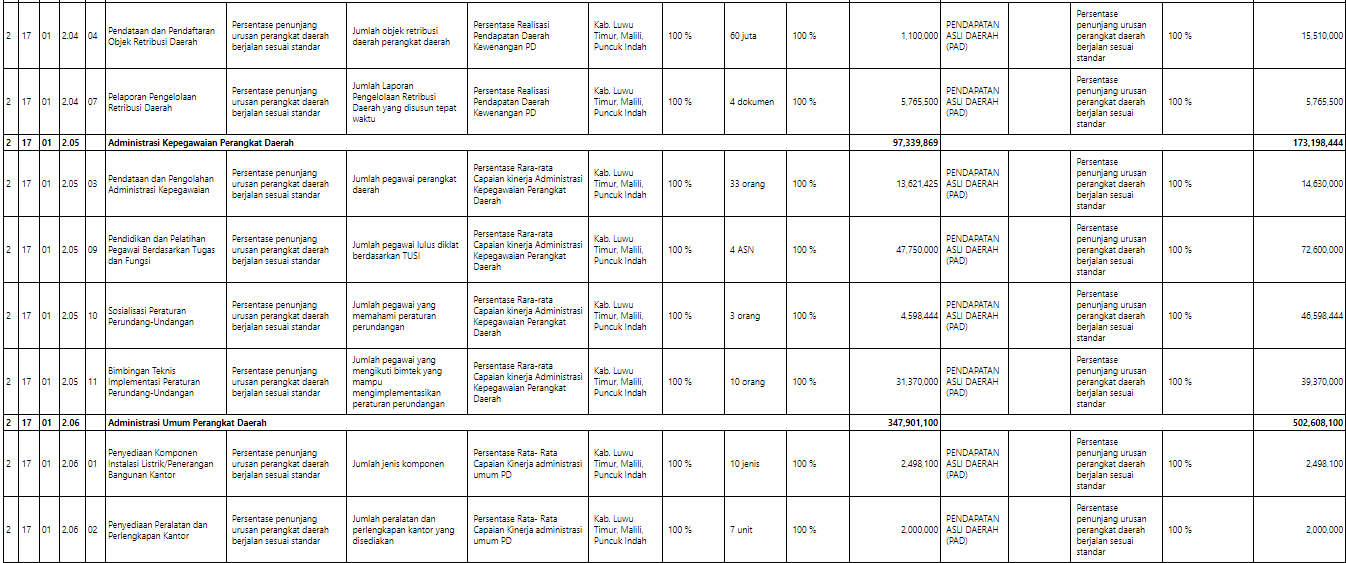 2 17 01 2.04 04 Pendataan dan Pendaftaran Objek Retribusi Daerah Persentase penunjang urusan perangkat daerah berjalan sesuai standar Jumlah objek retribusi daerah perangkat daerah Persentase Realisasi Pendapatan Daerah Kewenangan PD Kab. Luwu Timur, Malili, Puncuk Indah 100 % 60 juta 100 % 1,100,000 PENDAPATAN ASLI DAERAH (PAD) Persentase penunjang urusan perangkat daerah berjalan sesuai standar 100 % 15,510,000
2 17 01 2.04 07 Pelaporan Pengelolaan Retribusi Daerah Persentase penunjang urusan perangkat daerah berjalan sesuai standar Jumlah Laporan Pengelolaan Retribusi Daerah yang disusun tepat waktu Persentase Realisasi Pendapatan Daerah Kewenangan PD Kab. Luwu Timur, Malili, Puncuk Indah 100 % 4 dokumen 100 % 5,765,500 PENDAPATAN ASLI DAERAH (PAD) Persentase penunjang urusan perangkat daerah berjalan sesuai standar 100 % 5,765,500
2 17 01 2.05 Administrasi Kepegawaian Perangkat Daerah 97,339,869 173,198,444
2 17 01 2.05 03 Pendataan dan Pengolahan Administrasi Kepegawaian Persentase penunjang urusan perangkat daerah berjalan sesuai standar Jumlah pegawai perangkat daerah Persentase Rara-rata Capaian kinerja Administrasi Kepegawaian Perangkat Daerah Kab. Luwu Timur, Malili, Puncuk Indah 100 % 33 orang 100 % 13,621,425 PENDAPATAN ASLI DAERAH (PAD) Persentase penunjang urusan perangkat daerah berjalan sesuai standar 100 % 14,630,000
2 17 01 2.05 09 Pendidikan dan Pelatihan Pegawai Berdasarkan Tugas dan Fungsi Persentase penunjang urusan perangkat daerah berjalan sesuai standar Jumlah pegawai lulus diklat berdasarkan TUSI Persentase Rara-rata Capaian kinerja Administrasi Kepegawaian Perangkat Daerah Kab. Luwu Timur, Malili, Puncuk Indah 100 % 4 ASN 100 % 47,750,000 PENDAPATAN ASLI DAERAH (PAD) Persentase penunjang urusan perangkat daerah berjalan sesuai standar 100 % 72,600,000
2 17 01 2.05 10 Sosialisasi Peraturan Perundang-Undangan Persentase penunjang urusan perangkat daerah berjalan sesuai standar Jumlah pegawai yang memahami peraturan perundangan Persentase Rara-rata Capaian kinerja Administrasi Kepegawaian Perangkat Daerah Kab. Luwu Timur, Malili, Puncuk Indah 100 % 3 orang 100 % 4,598,444 PENDAPATAN ASLI DAERAH (PAD) Persentase penunjang urusan perangkat daerah berjalan sesuai standar 100 % 46,598,444
2 17 01 2.05 11 Bimbingan Teknis Implementasi Peraturan Perundang-Undangan Persentase penunjang urusan perangkat daerah berjalan sesuai standar Jumlah pegawai yang mengikuti bimtek yang mampu mengimplementasikan peraturan perundangan Persentase Rara-rata Capaian kinerja Administrasi Kepegawaian Perangkat Daerah Kab. Luwu Timur, Malili, Puncuk Indah 100 % 10 orang 100 % 31,370,000 PENDAPATAN ASLI DAERAH (PAD) Persentase penunjang urusan perangkat daerah berjalan sesuai standar 100 % 39,370,000
2 17 01 2.06 Administrasi Umum Perangkat Daerah 347,901,100 502,608,100
2 17 01 2.06 01 Penyediaan Komponen Instalasi Listrik/Penerangan Bangunan Kantor Persentase penunjang urusan perangkat daerah berjalan sesuai standar Jumlah jenis komponen Persentase Rata- Rata Capaian Kinerja administrasi umum PD Kab. Luwu Timur, Malili, Puncuk Indah 100 % 10 jenis 100 % 2,498,100 PENDAPATAN ASLI DAERAH (PAD) Persentase penunjang urusan perangkat daerah berjalan sesuai standar 100 % 2,498,100
2 17 01 2.06 02 Penyediaan Peralatan dan Perlengkapan Kantor Persentase penunjang urusan perangkat daerah berjalan sesuai standar Jumlah peralatan dan perlengkapan kantor yang disediakan Persentase Rata- Rata Capaian Kinerja administrasi umum PD Kab. Luwu Timur, Malili, Puncuk Indah 100 % 7 unit 100 % 2,000,000 PENDAPATAN ASLI DAERAH (PAD) Persentase penunjang urusan perangkat daerah berjalan sesuai standar 100 % 2,000,000